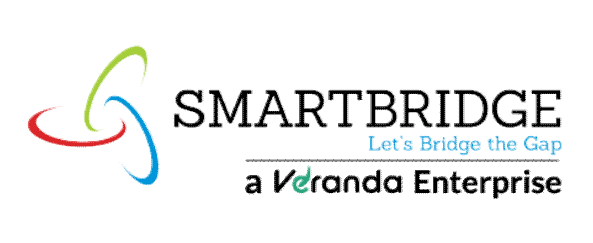 SMARTBRIDGE
Let's Bridge the Gap
a Veranda Enterprise